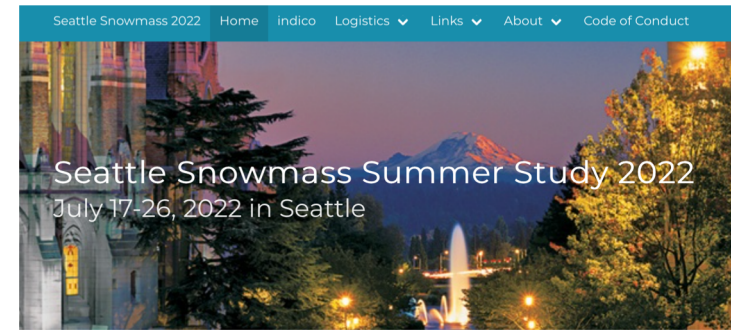 Seattle Snowmass 2022 Home indico Logistics Links About Code of Conduct
Seattle Snowmass Summer Study 2022
July 17-26, 2022 in Seattle